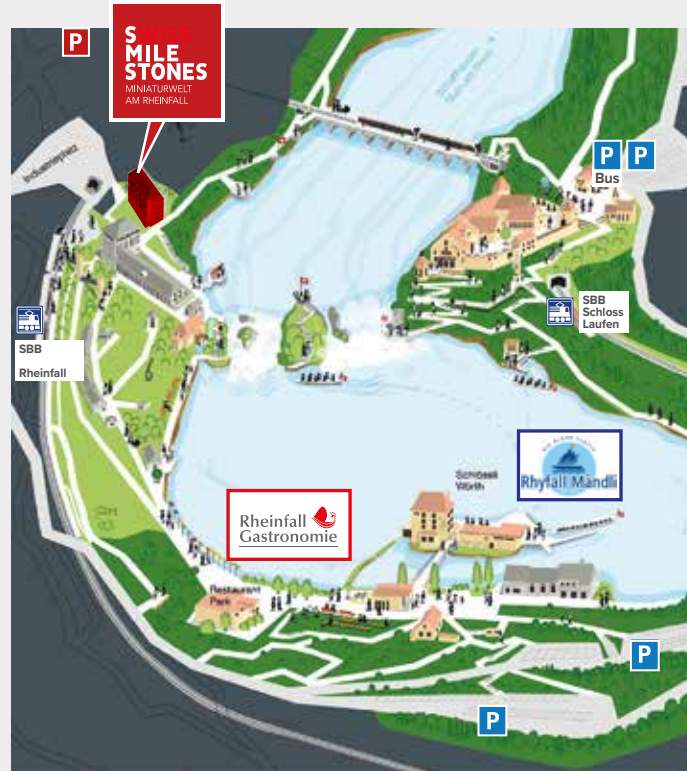 P
S
MILE
STONES
MINIATURWELT
AM RHEINFALL
Industrieplatz
P P
Bus
SBB
Schloss
Laufen
SBB
Rheinfall
Schlössli
Wörth
Rhyfall Mändli
Rheinfall
Gastronomie
Restaurant
Park
P
P